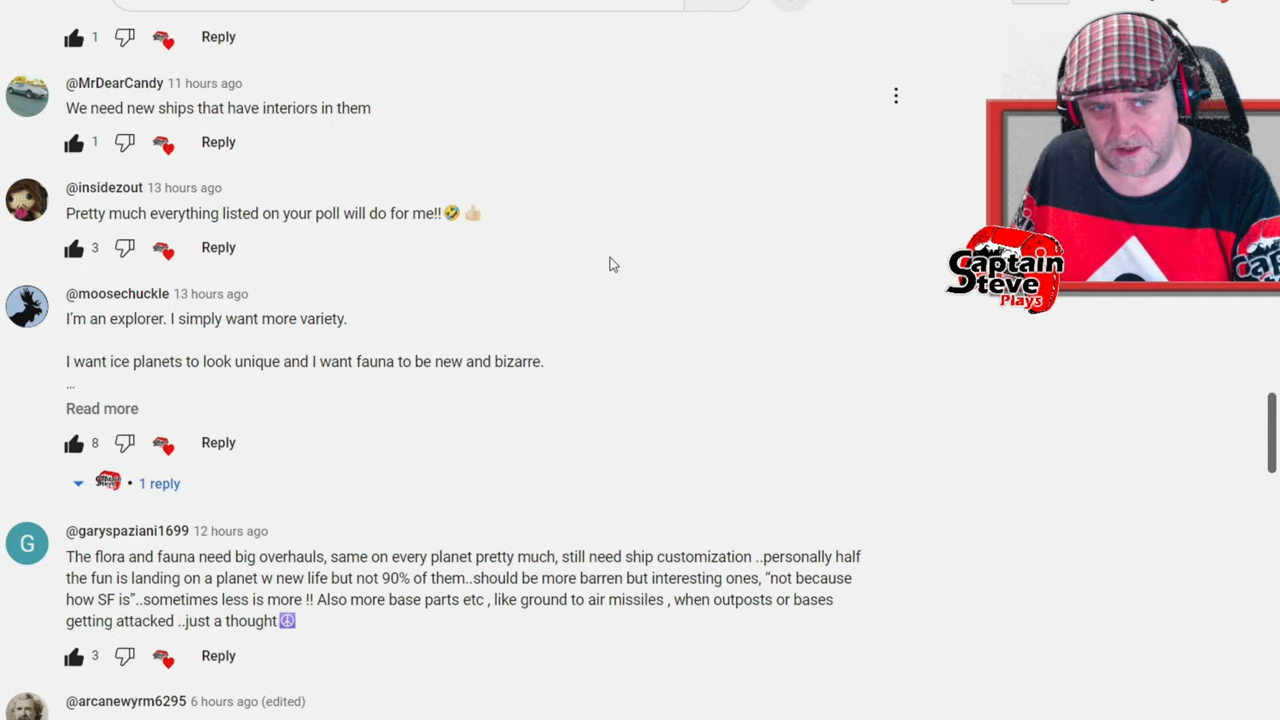 1 Reply
@MrDearCandy 11 hours ago
We need new ships that have interiors in them
1 Reply
@insidezout 13 hours ago
Pretty much everything listed on your poll will do for me!!🤣👍🏼
3 Reply
@moosechuckle 13 hours ago
I'm an explorer. I simply want more variety.
I want ice planets to look unique and I want fauna to be new and bizarre.
...
Read more
8 Reply
• 1 reply
G
@garyspaziani1699 12 hours ago
The flora and fauna need big overhauls, same on every planet pretty much, still need ship customization ..personally half
the fun is landing on a planet w new life but not 90% of them..should be more barren but interesting ones, “not because
how SF is”..sometimes less is more !! Also more base parts etc , like ground to air missiles , when outposts or bases
getting attacked ..just a thought☮
3 Reply
@arcanewyrm6295 6 hours ago (edited)
Captain
Steve
Plays